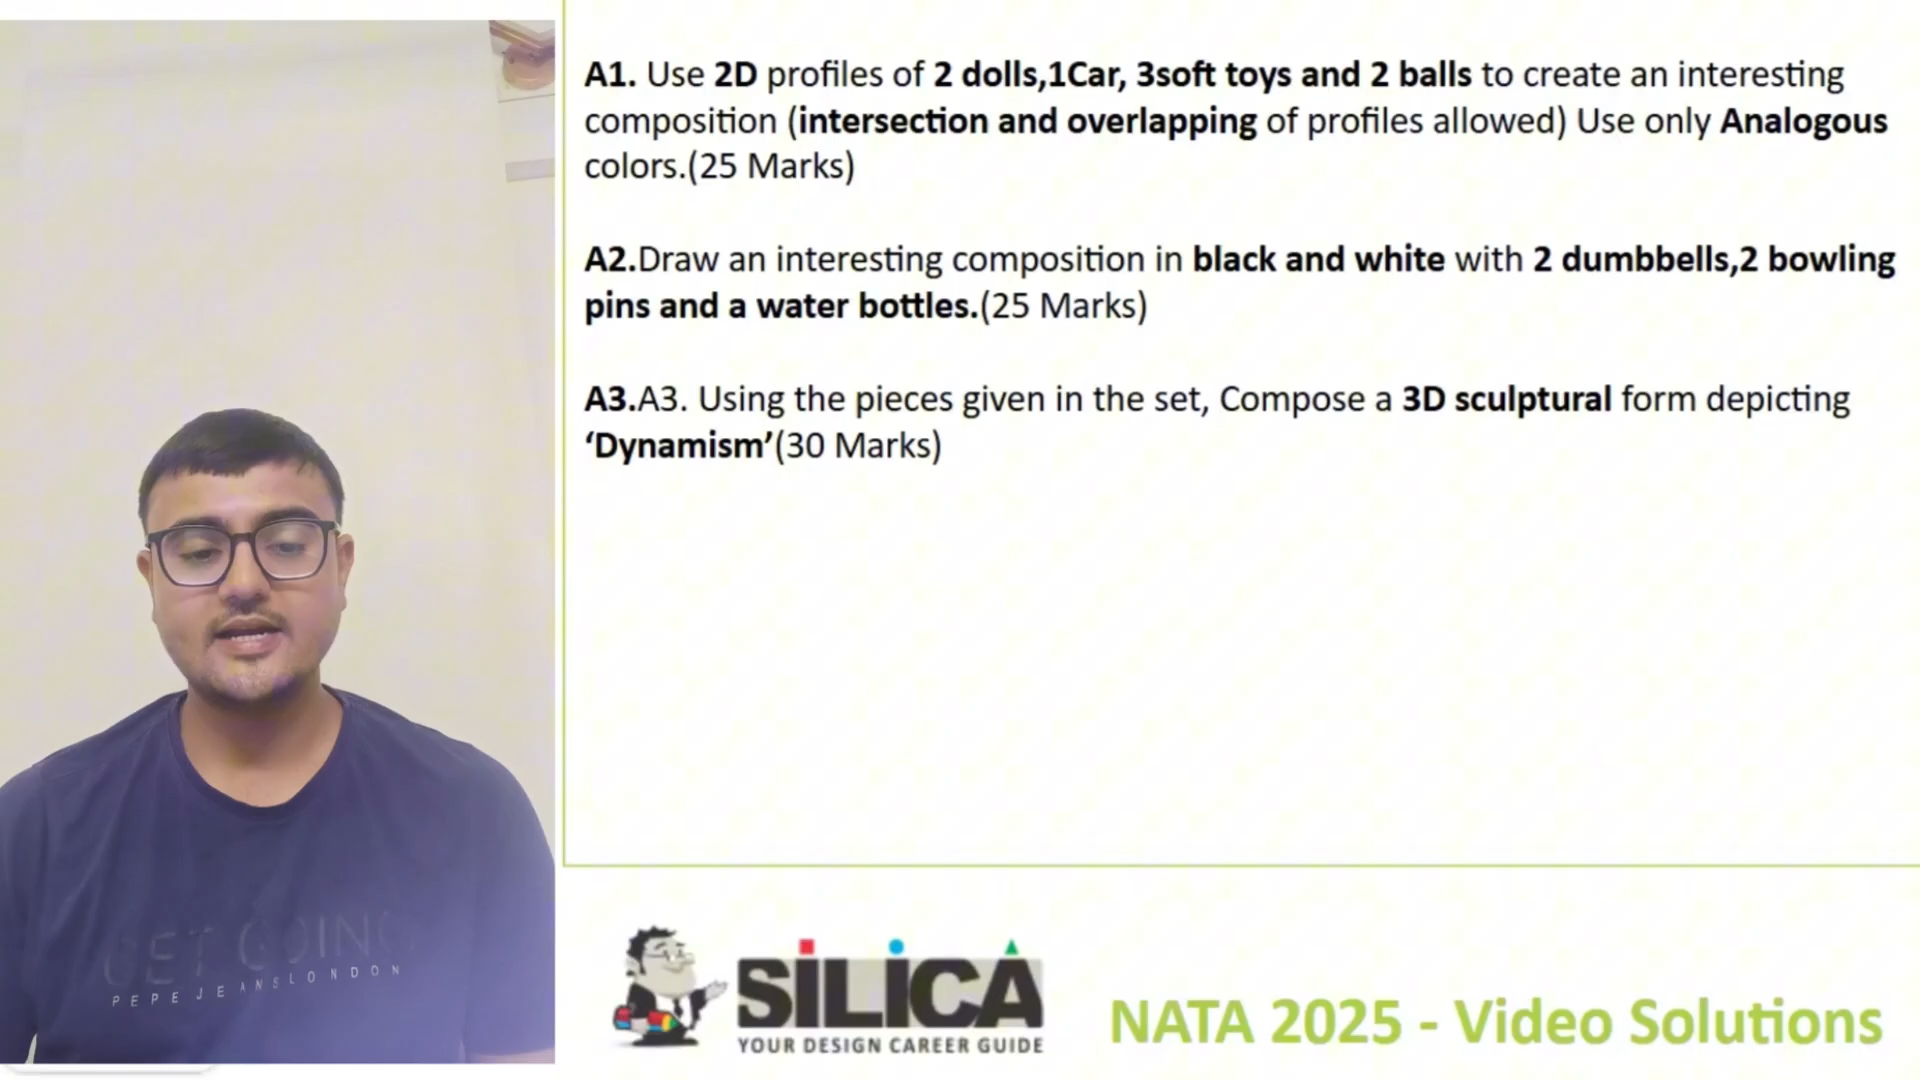 A1. Use 2D profiles of 2 dolls,1Car, 3soft toys and 2 balls to create an interesting
composition (intersection and overlapping of profiles allowed) Use only Analogous
colors.(25 Marks)
A2.Draw an interesting composition in black and white with 2 dumbbells,2 bowling
pins and a water bottles.(25 Marks)
A3.A3. Using the pieces given in the set, Compose a 3D sculptural form depicting
‘Dynamism’(30 Marks)
GET GOING
PEPE JEANS LONDON
SiLiCA
YOUR DESIGN CAREER GUIDE
NATA 2025 - Video Solutions